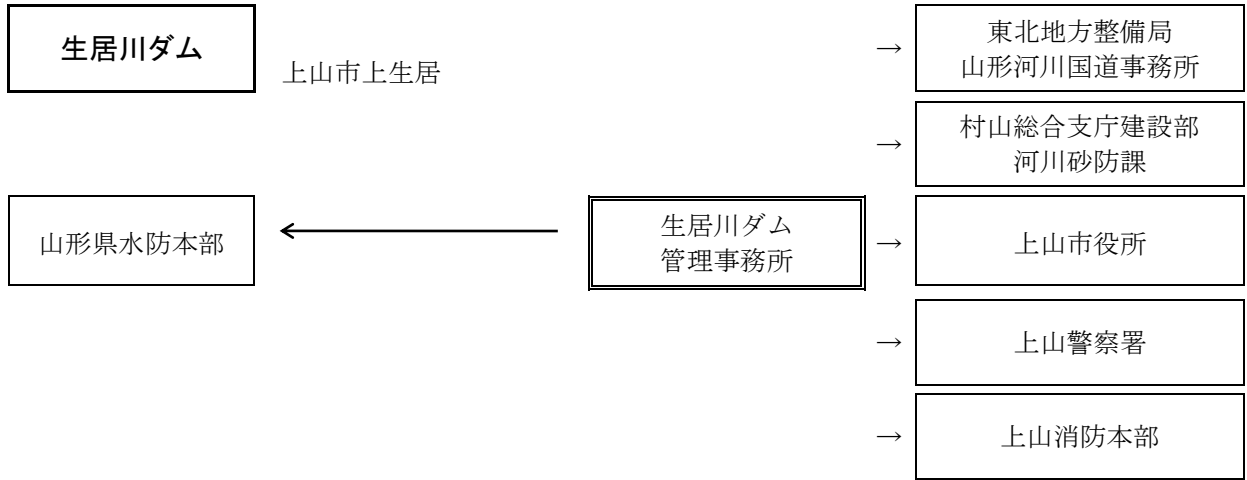 生居川ダム
上山市上生居
→
東北地方整備局
山形河川国道事務所
→
村山総合支庁建設部
河川砂防課
山形県水防本部
生居川ダム
管理事務所
→
上山市役所
→
上山警察署
→
上山消防本部